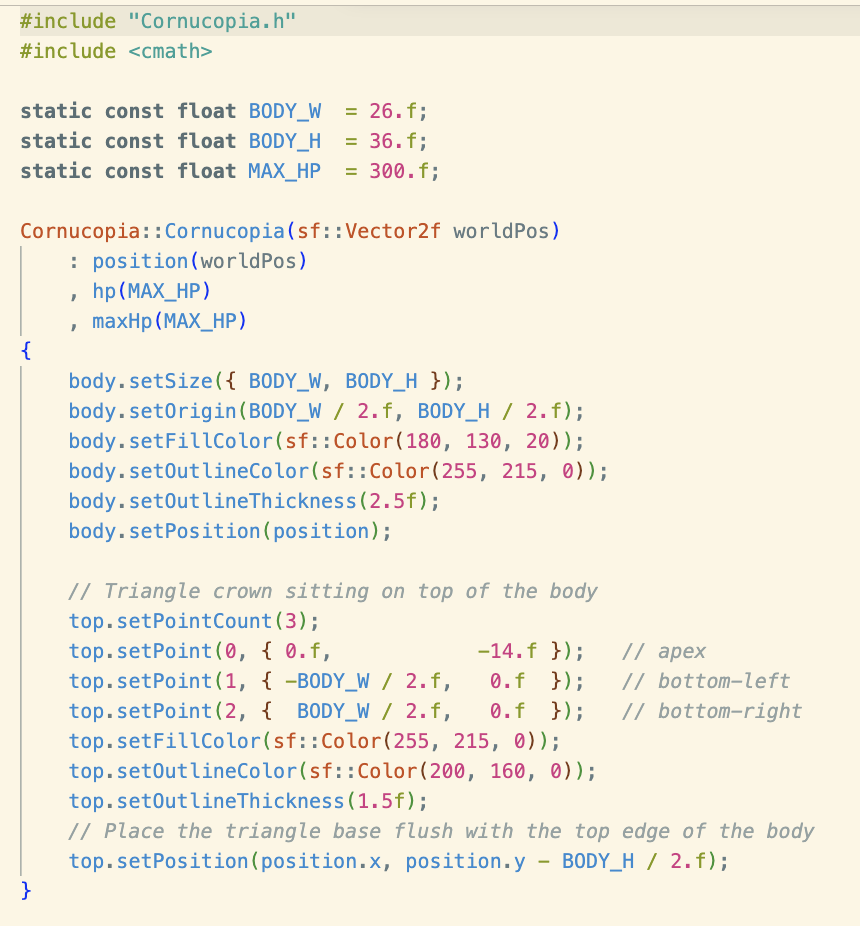 #include "Cornucopia.h"
#include <cmath>

static const float BODY_W  = 26.f;
static const float BODY_H  = 36.f;
static const float MAX_HP  = 300.f;

Cornucopia::Cornucopia(sf::Vector2f worldPos)
    : position(worldPos)
    , hp(MAX_HP)
    , maxHp(MAX_HP)
{
    body.setSize({ BODY_W, BODY_H });
    body.setOrigin(BODY_W / 2.f, BODY_H / 2.f);
    body.setFillColor(sf::Color(180, 130, 20));
    body.setOutlineColor(sf::Color(255, 215, 0));
    body.setOutlineThickness(2.5f);
    body.setPosition(position);

    // Triangle crown sitting on top of the body
    top.setPointCount(3);
    top.setPoint(0, { 0.f,            -14.f });   // apex
    top.setPoint(1, { -BODY_W / 2.f,   0.f  });   // bottom-left
    top.setPoint(2, {  BODY_W / 2.f,   0.f  });   // bottom-right
    top.setFillColor(sf::Color(255, 215, 0));
    top.setOutlineColor(sf::Color(200, 160, 0));
    top.setOutlineThickness(1.5f);
    // Place the triangle base flush with the top edge of the body
    top.setPosition(position.x, position.y - BODY_H / 2.f);
}